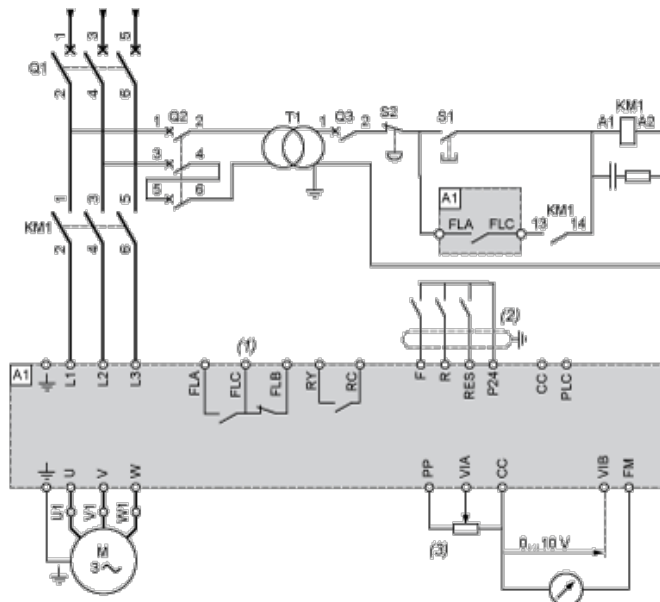 1 3 5
Q1
2 4 6
1 Q2 2 T1 1 Q3 2 S2 S1 KM1
A1 A2
3 4
5 6
A1
FLA FLC 13 KM1 14
1 3 5
KM1
2 4 6
(1) (2)
A1 L1 L2 L3 FLA FLC FLB RY RC F R RES P24 CC PLC
U V W PP VIA CC VIB FM
U1 V1 W1
M
3
(3)
0 10 V